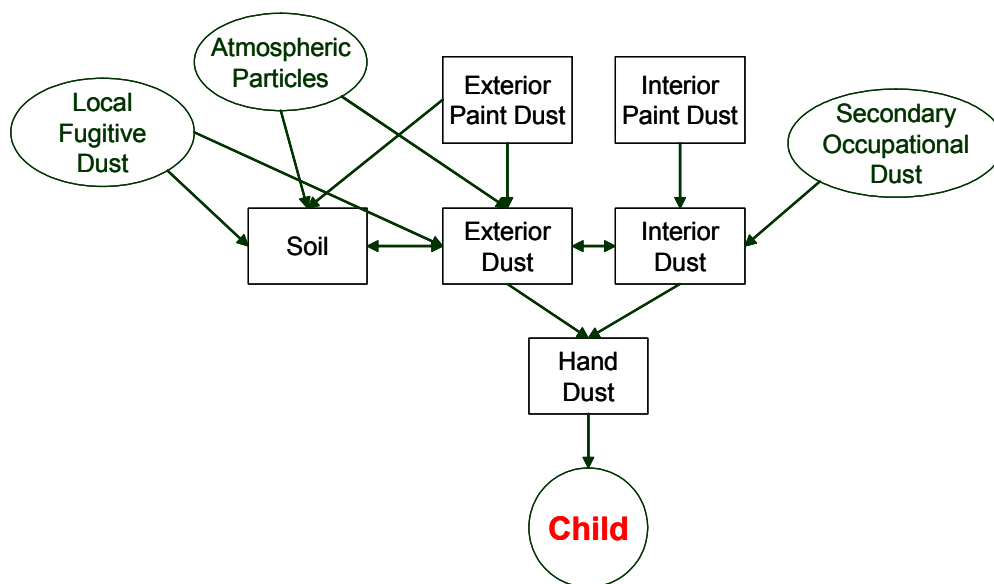 Atmospheric
Particles
Local
Fugitive
Dust
Exterior
Paint Dust
Interior
Paint Dust
Secondary
Occupational
Dust
Soil
Exterior
Dust
Interior
Dust
Hand
Dust
Child